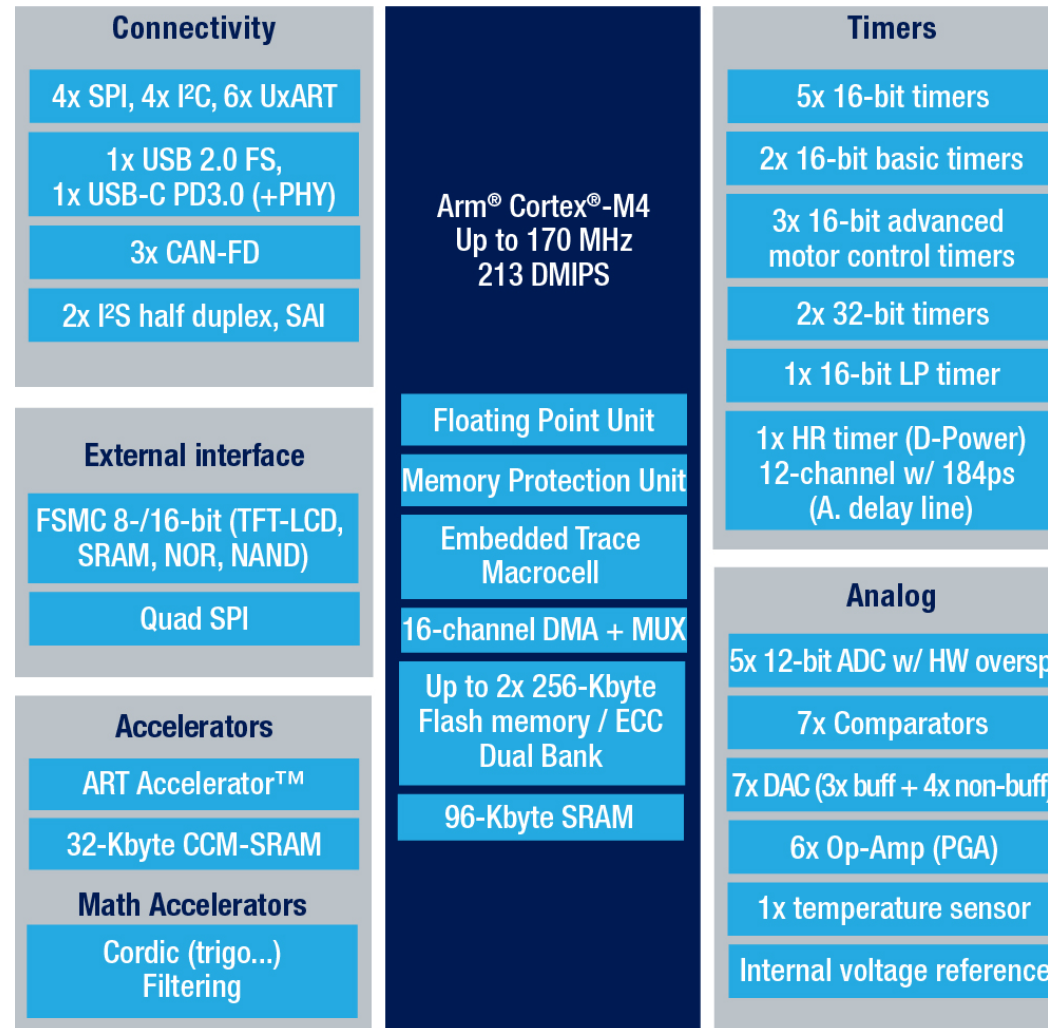 Connectivity
4x SPI, 4x I²C, 6x UxART
1x USB 2.0 FS,
1x USB-C PD3.0 (+PHY)
3x CAN-FD
2x I²S half duplex, SAI
External interface
FSMC 8-/16-bit (TFT-LCD,
SRAM, NOR, NAND)
Quad SPI
Accelerators
ART Accelerator™
32-Kbyte CCM-SRAM
Math Accelerators
Cordic (trigo...)
Filtering
Arm® Cortex®-M4
Up to 170 MHz
213 DMIPS
Floating Point Unit
Memory Protection Unit
Embedded Trace
Macrocell
16-channel DMA + MUX
Up to 2x 256-Kbyte
Flash memory / ECC
Dual Bank
96-Kbyte SRAM
Timers
5x 16-bit timers
2x 16-bit basic timers
3x 16-bit advanced
motor control timers
2x 32-bit timers
1x 16-bit LP timer
1x HR timer (D-Power)
12-channel w/ 184ps
(A. delay line)
Analog
5x 12-bit ADC w/ HW oversp
7x Comparators
7x DAC (3x buff + 4x non-buff)
6x Op-Amp (PGA)
1x temperature sensor
Internal voltage reference